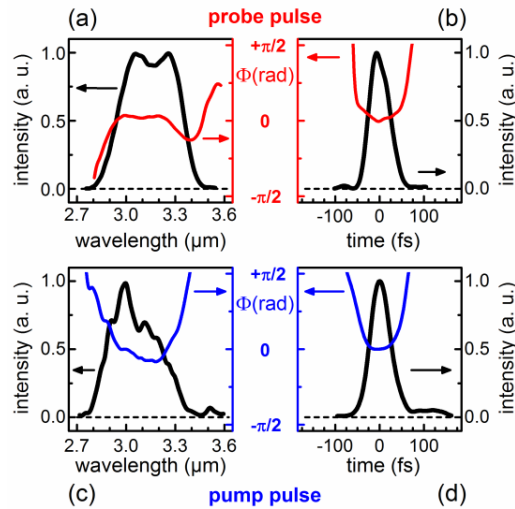 probe pulse
(a)
(b)
intensity (a. u.)
1.0
0.5
0.0
2.7 3.0 3.3 3.6
wavelength (µm)
+π/2
Φ(rad)
0
-π/2
-100 0 100
time (fs)
1.0
0.5
0.0
intensity (a. u.)
intensity (a. u.)
1.0
0.5
0.0
2.7 3.0 3.3 3.6
wavelength (µm)
+π/2
Φ(rad)
0
-π/2
-100 0 100
time (fs)
1.0
0.5
0.0
intensity (a. u.)
(c)
pump pulse
(d)